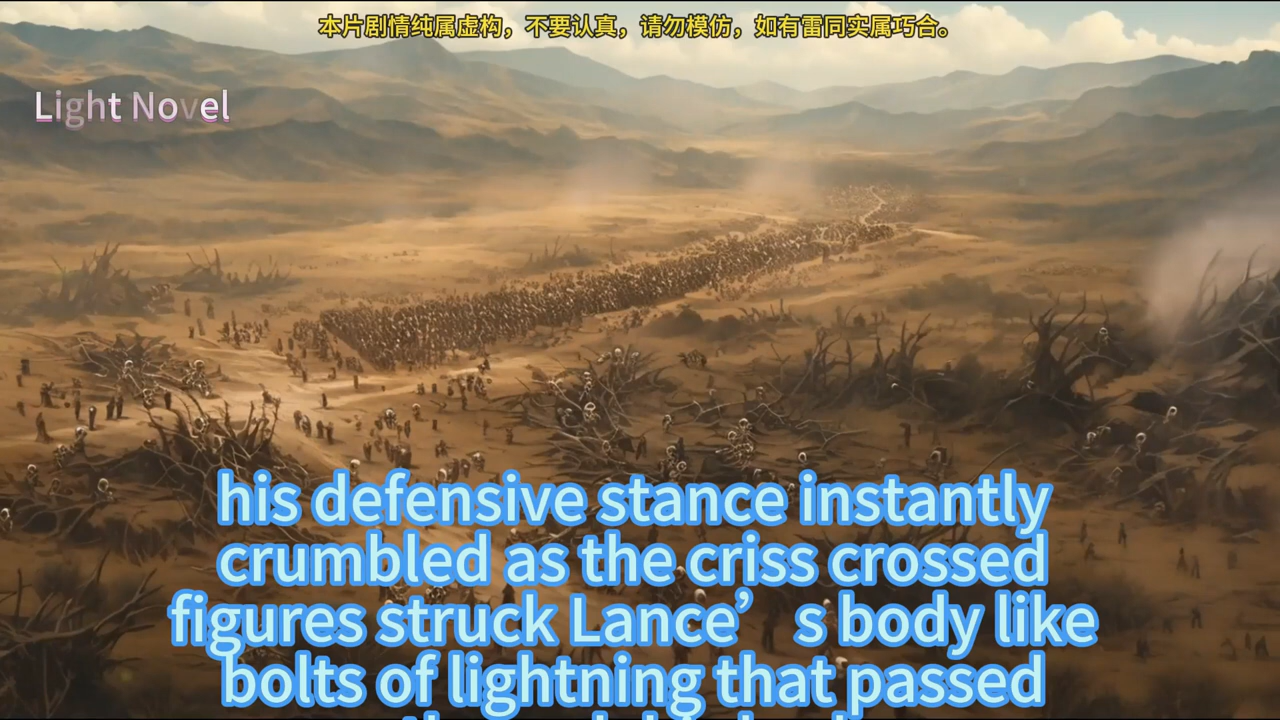 本片剧情纯属虚构，不要认真，请勿模仿，如有雷同实属巧合。
Light Novel
his defensive stance instantly
crumbled as the criss crossed
figures struck Lance’s body like
bolts of lightning that passed